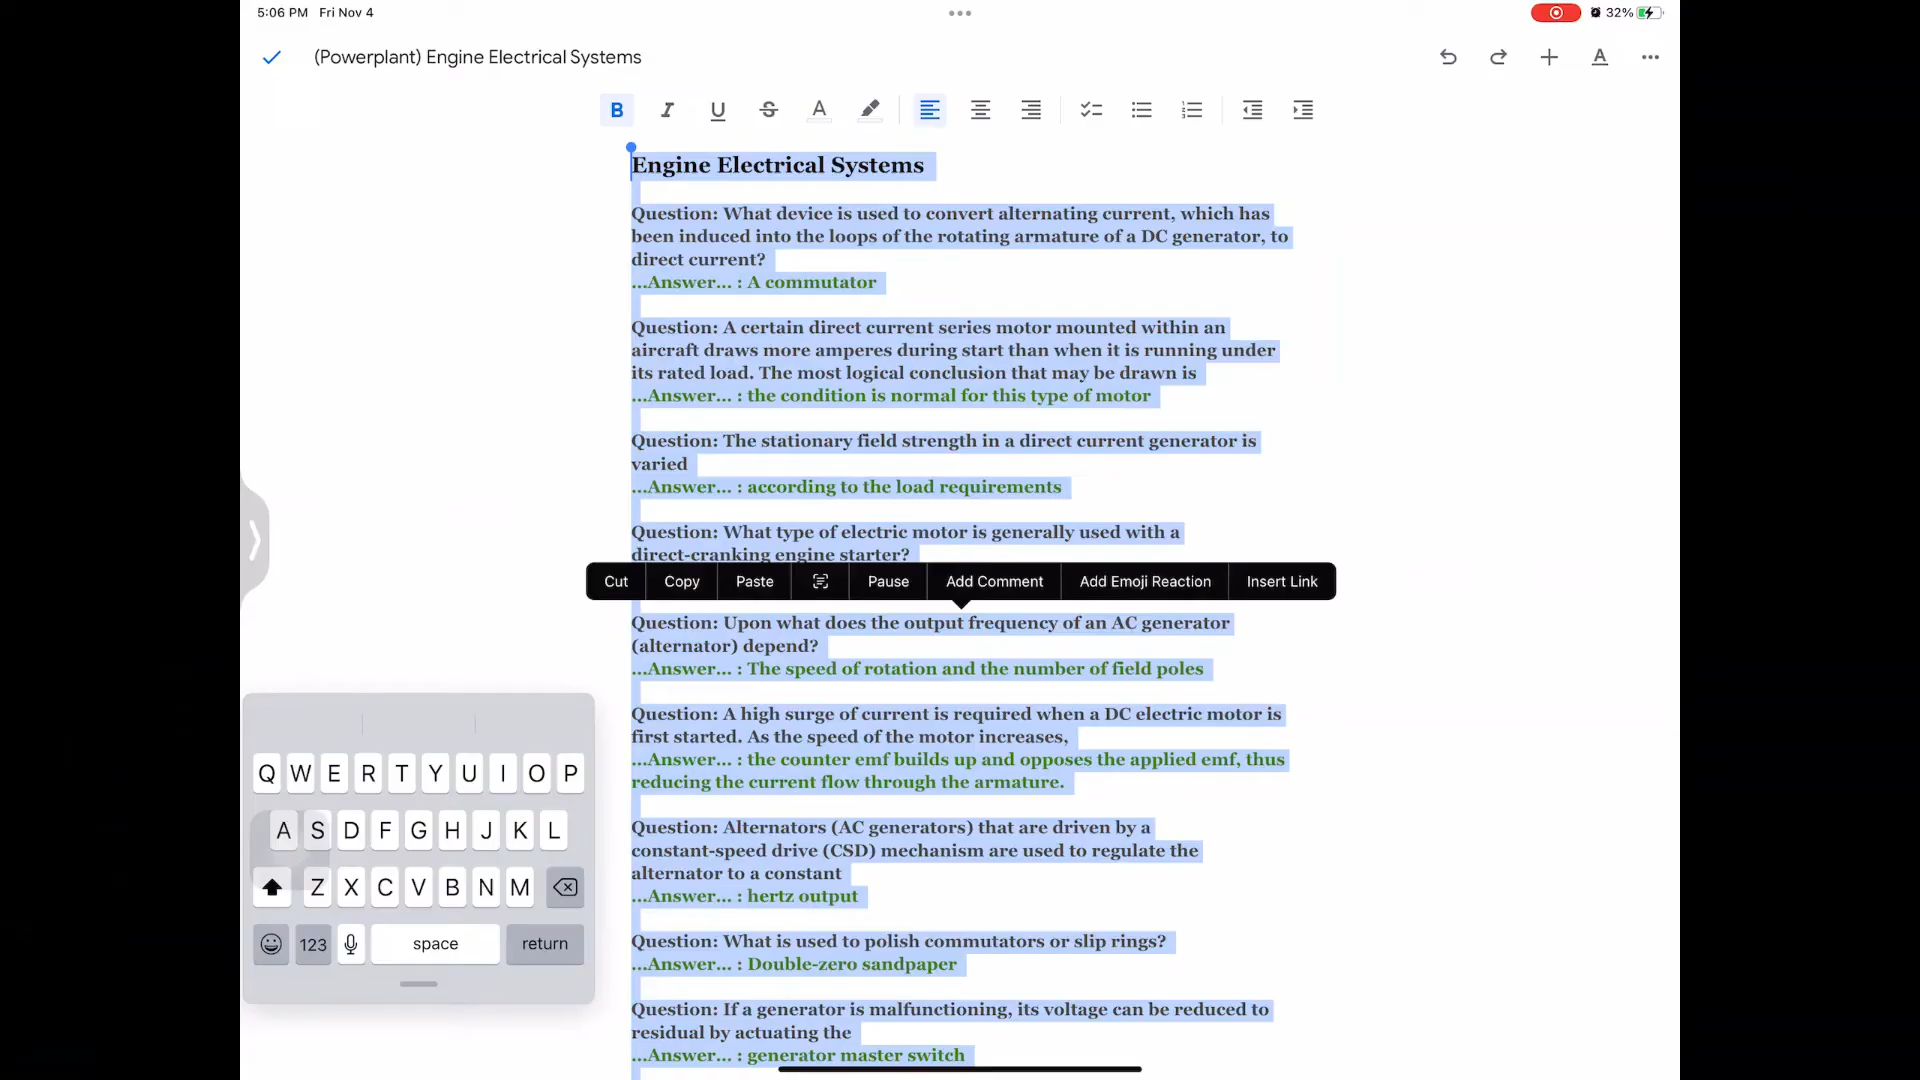 5:06 PM Fri Nov 4
32%
(Powerplant) Engine Electrical Systems
B I U S A
Engine Electrical Systems
Question: What device is used to convert alternating current, which has
been induced into the loops of the rotating armature of a DC generator, to
direct current?
...Answer... : A commutator
Question: A certain direct current series motor mounted within an
aircraft draws more amperes during start than when it is running under
its rated load. The most logical conclusion that may be drawn is
...Answer... : the condition is normal for this type of motor
Question: The stationary field strength in a direct current generator is
varied
...Answer... : according to the load requirements
Question: What type of electric motor is generally used with a
direct-cranking engine starter?
Cut Copy Paste Pause Add Comment Add Emoji Reaction Insert Link
Question: Upon what does the output frequency of an AC generator
(alternator) depend?
...Answer... : The speed of rotation and the number of field poles
Question: A high surge of current is required when a DC electric motor is
first started. As the speed of the motor increases,
...Answer... : the counter emf builds up and opposes the applied emf, thus
reducing the current flow through the armature.
Question: Alternators (AC generators) that are driven by a
constant-speed drive (CSD) mechanism are used to regulate the
alternator to a constant
...Answer... : hertz output
Question: What is used to polish commutators or slip rings?
...Answer... : Double-zero sandpaper
Question: If a generator is malfunctioning, its voltage can be reduced to
residual by actuating the
...Answer... : generator master switch
Q W E R T Y U I O P
A S D F G H J K L
Z X C V B N M
123 space return